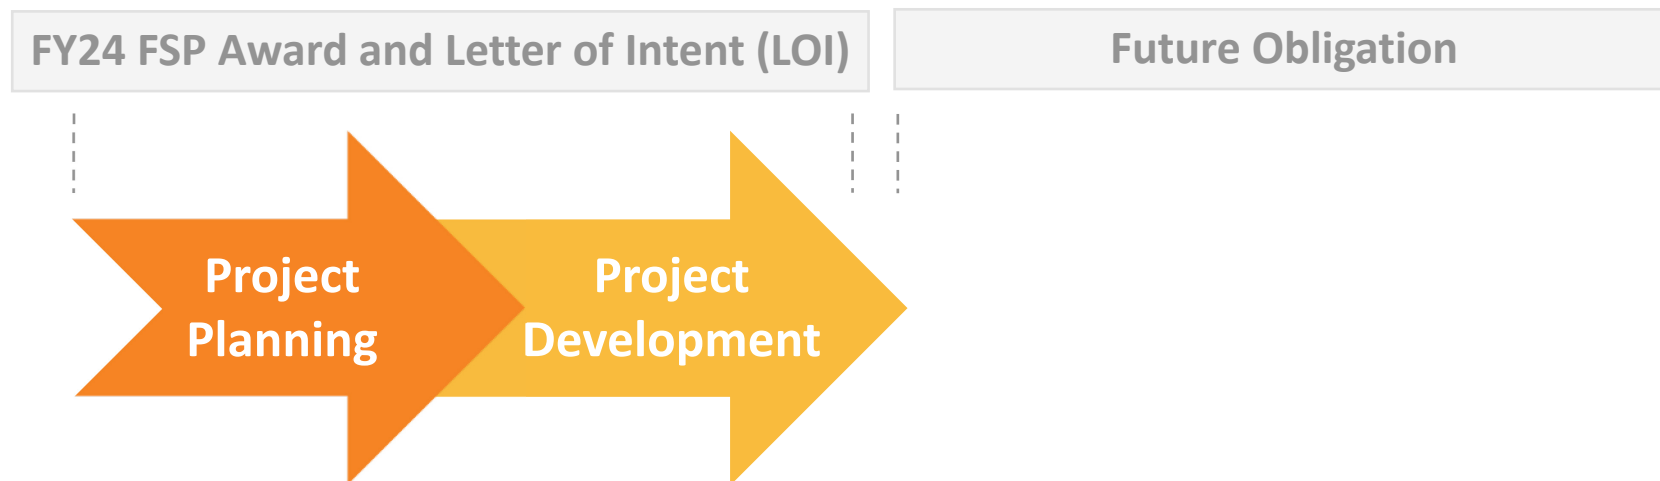 FY24 FSP Award and Letter of Intent (LOI)
Future Obligation
Project
Planning
Project
Development